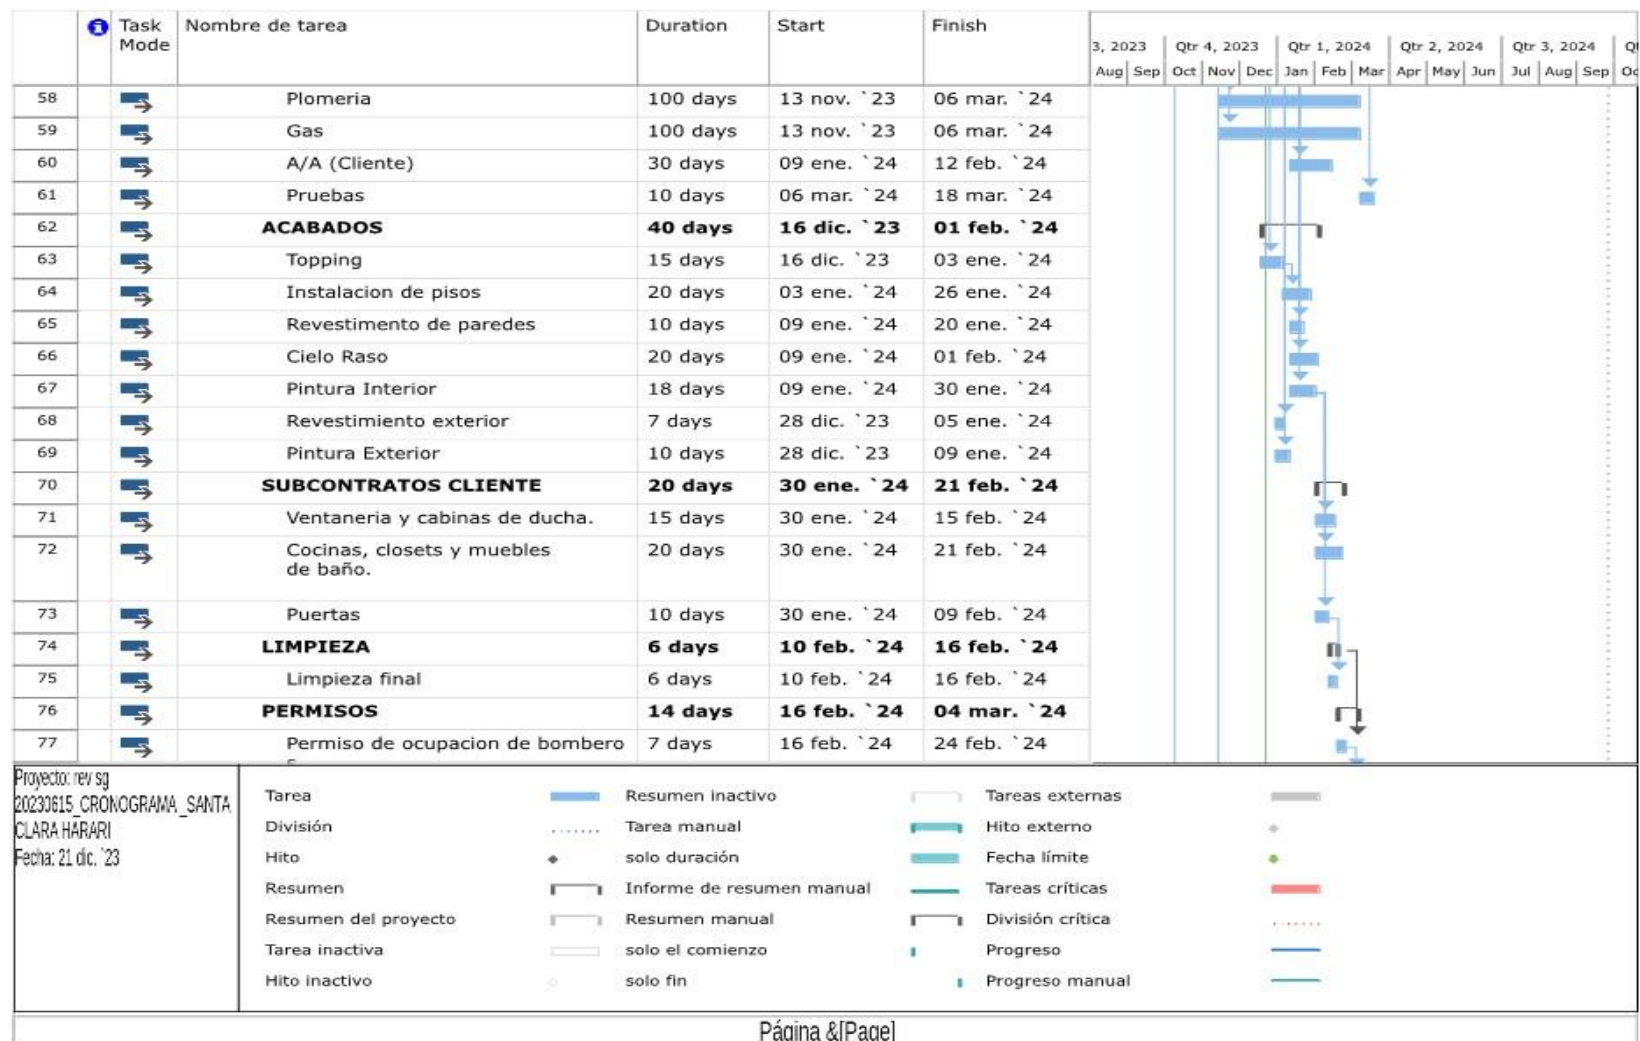 Task Mode Nombre de tarea Duration Start Finish
3, 2023 Qtr 4, 2023 Qtr 1, 2024 Qtr 2, 2024 Qtr 3, 2024
Aug Sep Oct Nov Dec Jan Feb Mar Apr May Jun Jul Aug Sep Oc
58 Plomeria 100 days 13 nov. `23 06 mar. `24
59 Gas 100 days 13 nov. `23 06 mar. `24
60 A/A (Cliente) 30 days 09 ene. `24 12 feb. `24
61 Pruebas 10 days 06 mar. `24 18 mar. `24
62 ACABADOS 40 days 16 dic. `23 01 feb. `24
63 Topping 15 days 16 dic. `23 03 ene. `24
64 Instalacion de pisos 20 days 03 ene. `24 26 ene. `24
65 Revestimento de paredes 10 days 09 ene. `24 20 ene. `24
66 Cielo Raso 20 days 09 ene. `24 01 feb. `24
67 Pintura Interior 18 days 09 ene. `24 30 ene. `24
68 Revestimiento exterior 7 days 28 dic. `23 05 ene. `24
69 Pintura Exterior 10 days 28 dic. `23 09 ene. `24
70 SUBCONTRATOS CLIENTE 20 days 30 ene. `24 21 feb. `24
71 Ventaneria y cabinas de ducha. 15 days 30 ene. `24 15 feb. `24
72 Cocinas, closets y muebles 20 days 30 ene. `24 21 feb. `24
de baño.
73 Puertas 10 days 30 ene. `24 09 feb. `24
74 LIMPIEZA 6 days 10 feb. `24 16 feb. `24
75 Limpieza final 6 days 10 feb. `24 16 feb. `24
76 PERMISOS 14 days 16 feb. `24 04 mar. `24
77 Permiso de ocupacion de bombero 7 days 16 feb. `24 24 feb. `24
Proyecto: rev sg
20230615_CRONOGRAMA_SANTA
CLARA HARARI
Fecha: 21 dic. `23
Tarea Resumen inactivo Tareas externas
División Tarea manual Hito externo
Hito solo duración Fecha límite
Resumen Informe de resumen manual Tareas críticas
Resumen del proyecto Resumen manual División crítica
Tarea inactiva solo el comienzo Progreso
Hito inactivo solo fin Progreso manual
Página &[Page]